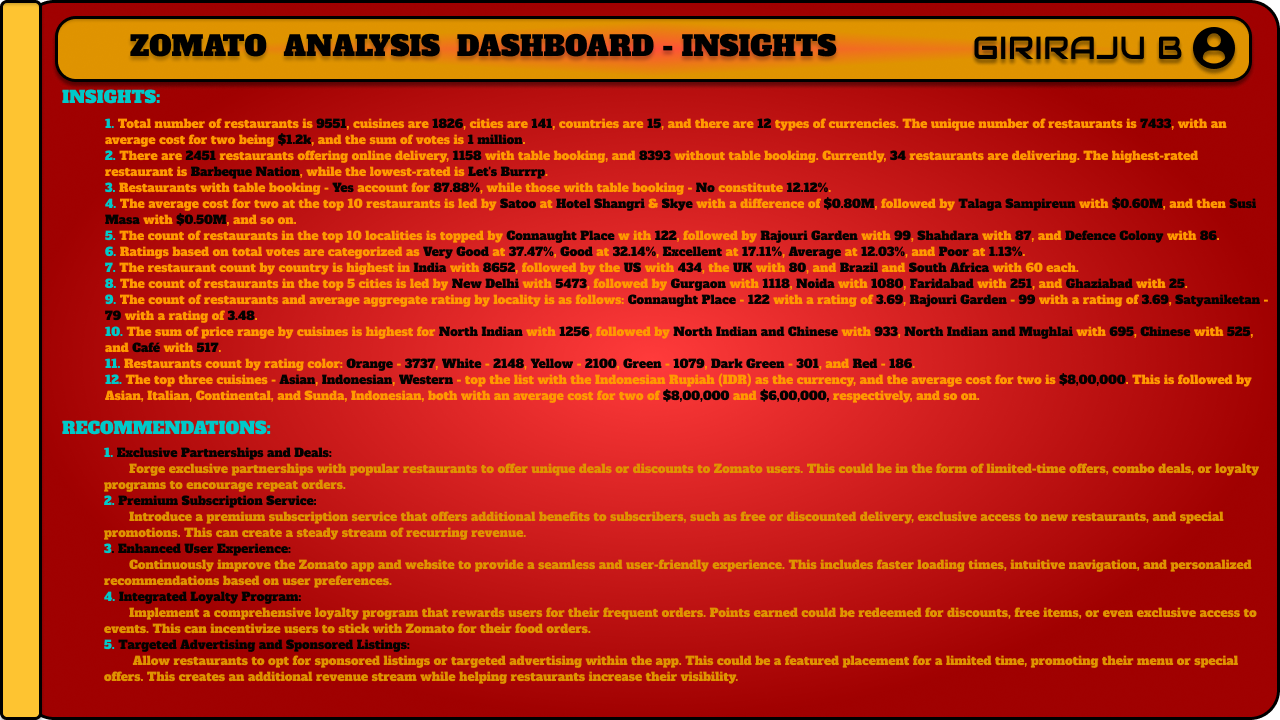 ZOMATO ANALYSIS DASHBOARD - INSIGHTS
GIRIRAJU B
INSIGHTS:
1. Total number of restaurants is 9551, cuisines are 1826, cities are 141, countries are 15, and there are 12 types of currencies. The unique number of restaurants is 7433, with an
average cost for two being $1.2k, and the sum of votes is 1 million.
2. There are 2451 restaurants offering online delivery, 1158 with table booking, and 8393 without table booking. Currently, 34 restaurants are delivering. The highest-rated
restaurant is Barbeque Nation, while the lowest-rated is Let's Burrrp.
3. Restaurants with table booking - Yes account for 87.88%, while those with table booking - No constitute 12.12%.
4. The average cost for two at the top 10 restaurants is led by Satoo at Hotel Shangri & Skye with a difference of $0.80M, followed by Talaga Sampireun with $0.60M, and then Susi
Masa with $0.50M, and so on.
5. The count of restaurants in the top 10 localities is topped by Connaught Place w ith 122, followed by Rajouri Garden with 99, Shahdara with 87, and Defence Colony with 86.
6. Ratings based on total votes are categorized as Very Good at 37.47%, Good at 32.14%, Excellent at 17.11%, Average at 12.03%, and Poor at 1.13%.
7. The restaurant count by country is highest in India with 8652, followed by the US with 434, the UK with 80, and Brazil and South Africa with 60 each.
8. The count of restaurants in the top 5 cities is led by New Delhi with 5473, followed by Gurgaon with 1118, Noida with 1080, Faridabad with 251, and Ghaziabad with 25.
9. The count of restaurants and average aggregate rating by locality is as follows: Connaught Place - 122 with a rating of 3.69, Rajouri Garden - 99 with a rating of 3.69, Satyaniketan -
79 with a rating of 3.48.
10. The sum of price range by cuisines is highest for North Indian with 1256, followed by North Indian and Chinese with 933, North Indian and Mughlai with 695, Chinese with 525,
and Café with 517.
11. Restaurants count by rating color: Orange - 3737, White - 2148, Yellow - 2100, Green - 1079, Dark Green - 301, and Red - 186.
12. The top three cuisines - Asian, Indonesian, Western - top the list with the Indonesian Rupiah (IDR) as the currency, and the average cost for two is $8,00,000. This is followed by
Asian, Italian, Continental, and Sunda, Indonesian, both with an average cost for two of $8,00,000 and $6,00,000, respectively, and so on.
RECOMMENDATIONS:
1. Exclusive Partnerships and Deals:
Forge exclusive partnerships with popular restaurants to offer unique deals or discounts to Zomato users. This could be in the form of limited-time offers, combo deals, or loyalty
programs to encourage repeat orders.
2. Premium Subscription Service:
Introduce a premium subscription service that offers additional benefits to subscribers, such as free or discounted delivery, exclusive access to new restaurants, and special
promotions. This can create a steady stream of recurring revenue.
3. Enhanced User Experience:
Continuously improve the Zomato app and website to provide a seamless and user-friendly experience. This includes faster loading times, intuitive navigation, and personalized
recommendations based on user preferences.
4. Integrated Loyalty Program:
Implement a comprehensive loyalty program that rewards users for their frequent orders. Points earned could be redeemed for discounts, free items, or even exclusive access to
events. This can incentivize users to stick with Zomato for their food orders.
5. Targeted Advertising and Sponsored Listings:
Allow restaurants to opt for sponsored listings or targeted advertising within the app. This could be a featured placement for a limited time, promoting their menu or special
offers. This creates an additional revenue stream while helping restaurants increase their visibility.